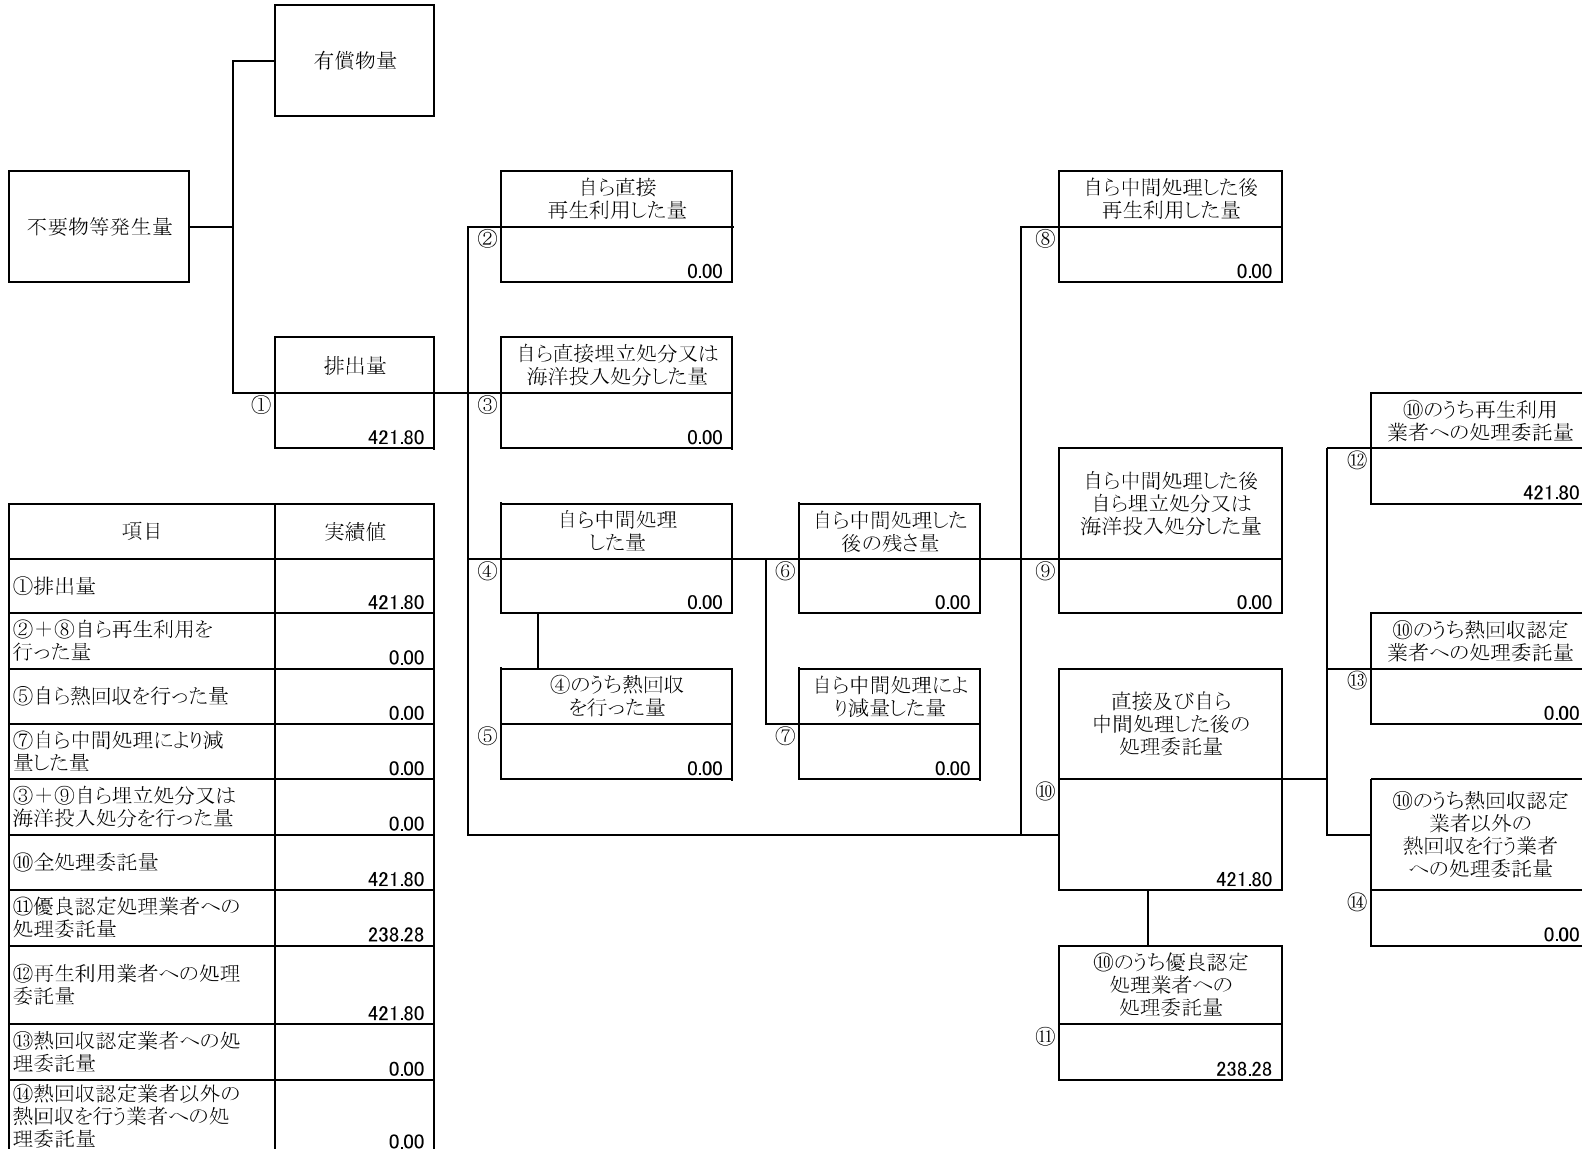 有償物量
不要物等発生量
自ら直接
再生利用した量
②
0.00
自ら中間処理した後
再生利用した量
⑧
0.00
排出量
①
421.80
自ら直接埋立処分又は
海洋投入処分した量
③
0.00
⑩のうち再生利用
業者への処理委託量
⑫
421.80
自ら中間処理
した量
④
0.00
自ら中間処理した
後の残さ量
⑥
0.00
自ら中間処理した後
自ら埋立処分又は
海洋投入処分した量
⑨
0.00
⑩のうち熱回収認定
業者への処理委託量
⑬
0.00
④のうち熱回収
を行った量
⑤
0.00
自ら中間処理によ
り減量した量
⑦
0.00
直接及び自ら
中間処理した後の
処理委託量
⑩
421.80
⑩のうち熱回収認定
業者以外の
熱回収を行う業者
への処理委託量
⑭
0.00
⑩のうち優良認定
処理業者への
処理委託量
⑪
238.28
項目 実績値
①排出量
421.80
②＋⑧自ら再生利用を
行った量
0.00
⑤自ら熱回収を行った量
0.00
⑦自ら中間処理により減
量した量
0.00
③＋⑨自ら埋立処分又は
海洋投入処分を行った量
0.00
⑩全処理委託量
421.80
⑪優良認定処理業者への
処理委託量
238.28
⑫再生利用業者への処理
委託量
421.80
⑬熱回収認定業者への処
理委託量
0.00
⑭熱回収認定業者以外の
熱回収を行う業者への処
理委託量
0.00